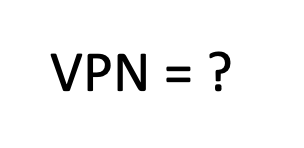 VPN = ?